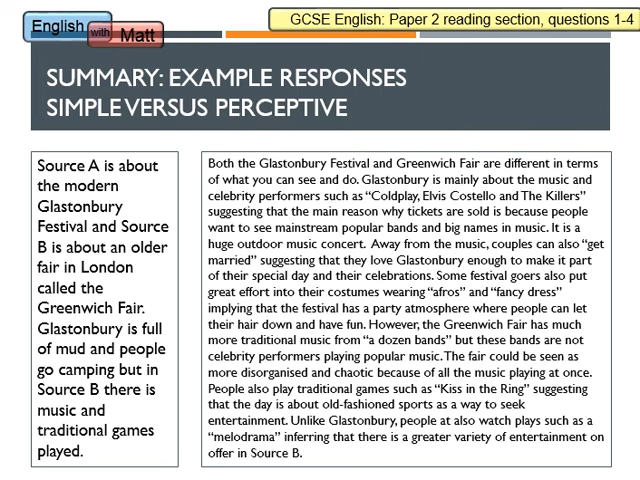 English with Matt
GCSE English: Paper 2 reading section, questions 1-4
SUMMARY: EXAMPLE RESPONSES
SIMPLE VERSUS PERCEPTIVE
Source A is about
the modern
Glastonbury
Festival and Source
B is about an older
fair in London
called the
Greenwich Fair.
Glastonbury is full
of mud and people
go camping but in
Source B there is
music and
traditional games
played.
Both the Glastonbury Festival and Greenwich Fair are different in terms
of what you can see and do. Glastonbury is mainly about the music and
celebrity performers such as “Coldplay, Elvis Costello and The Killers”
suggesting that the main reason why tickets are sold is because people
want to see mainstream popular bands and big names in music. It is a
huge outdoor music concert. Away from the music, couples can also “get
married” suggesting that they love Glastonbury enough to make it part
of their special day and their celebrations. Some festival goers also put
great effort into their costumes wearing “afros” and “fancy dress”
implying that the festival has a party atmosphere where people can let
their hair down and have fun. However, the Greenwich Fair has much
more traditional music from “a dozen bands” but these bands are not
celebrity performers playing popular music. The fair could be seen as
more disorganised and chaotic because of all the music playing at once.
People also play traditional games such as “Kiss in the Ring” suggesting
that the day is about old-fashioned sports as a way to seek
entertainment. Unlike Glastonbury, people at also watch plays such as a
“melodrama” inferring that there is a greater variety of entertainment on
offer in Source B.